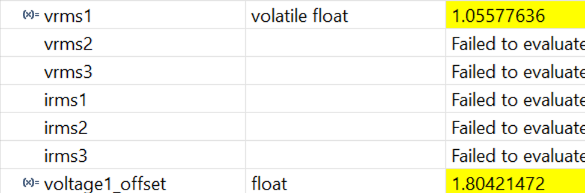 (x)= vrms1 volatile float 1.05577636
vrms2 Failed to evaluate
vrms3 Failed to evaluate
irms1 Failed to evaluate
irms2 Failed to evaluate
irms3 Failed to evaluate
(x)= voltage1_offset float 1.80421472